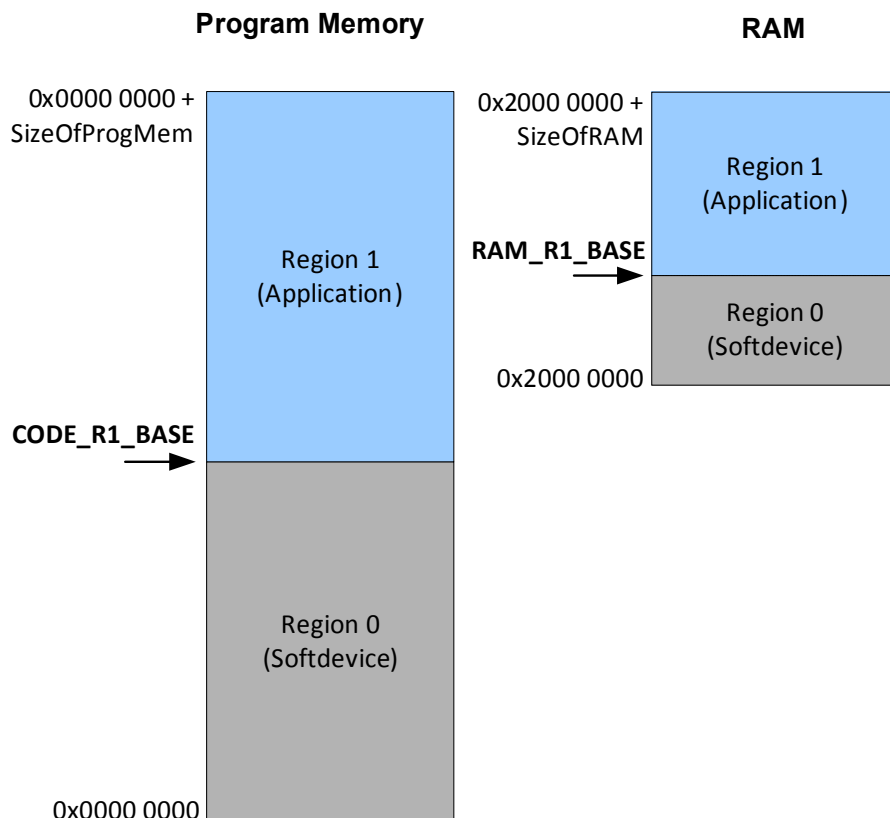 Program Memory
0x0000 0000 +
SizeOfProgMem
Region 1
(Application)
CODE_R1_BASE
Region 0
(Softdevice)
0x0000 0000
RAM
0x2000 0000 +
SizeOfRAM
Region 1
(Application)
RAM_R1_BASE
Region 0
(Softdevice)
0x2000 0000